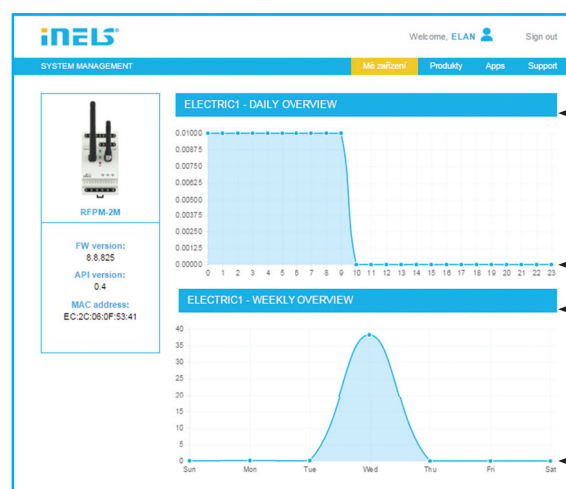 iNELS
Welcome, ELAN Sign out
SYSTEM MANAGEMENT Mé zařízení Produkty Apps Support
RFPM-2M
FW version:
8.8.825
API version:
0.4
MAC address:
EC:2C:06:0F:53:41
ELECTRIC1 - DAILY OVERVIEW
0.01000
0.00875
0.00750
0.00625
0.00500
0.00375
0.00250
0.00125
0.00000
0 1 2 3 4 5 6 7 8 9 10 11 12 13 14 15 16 17 18 19 20 21 22 23
ELECTRIC1 - WEEKLY OVERVIEW
40
35
30
25
20
15
10
5
0
Sun Mon Tue Wed Thu Fri Sat